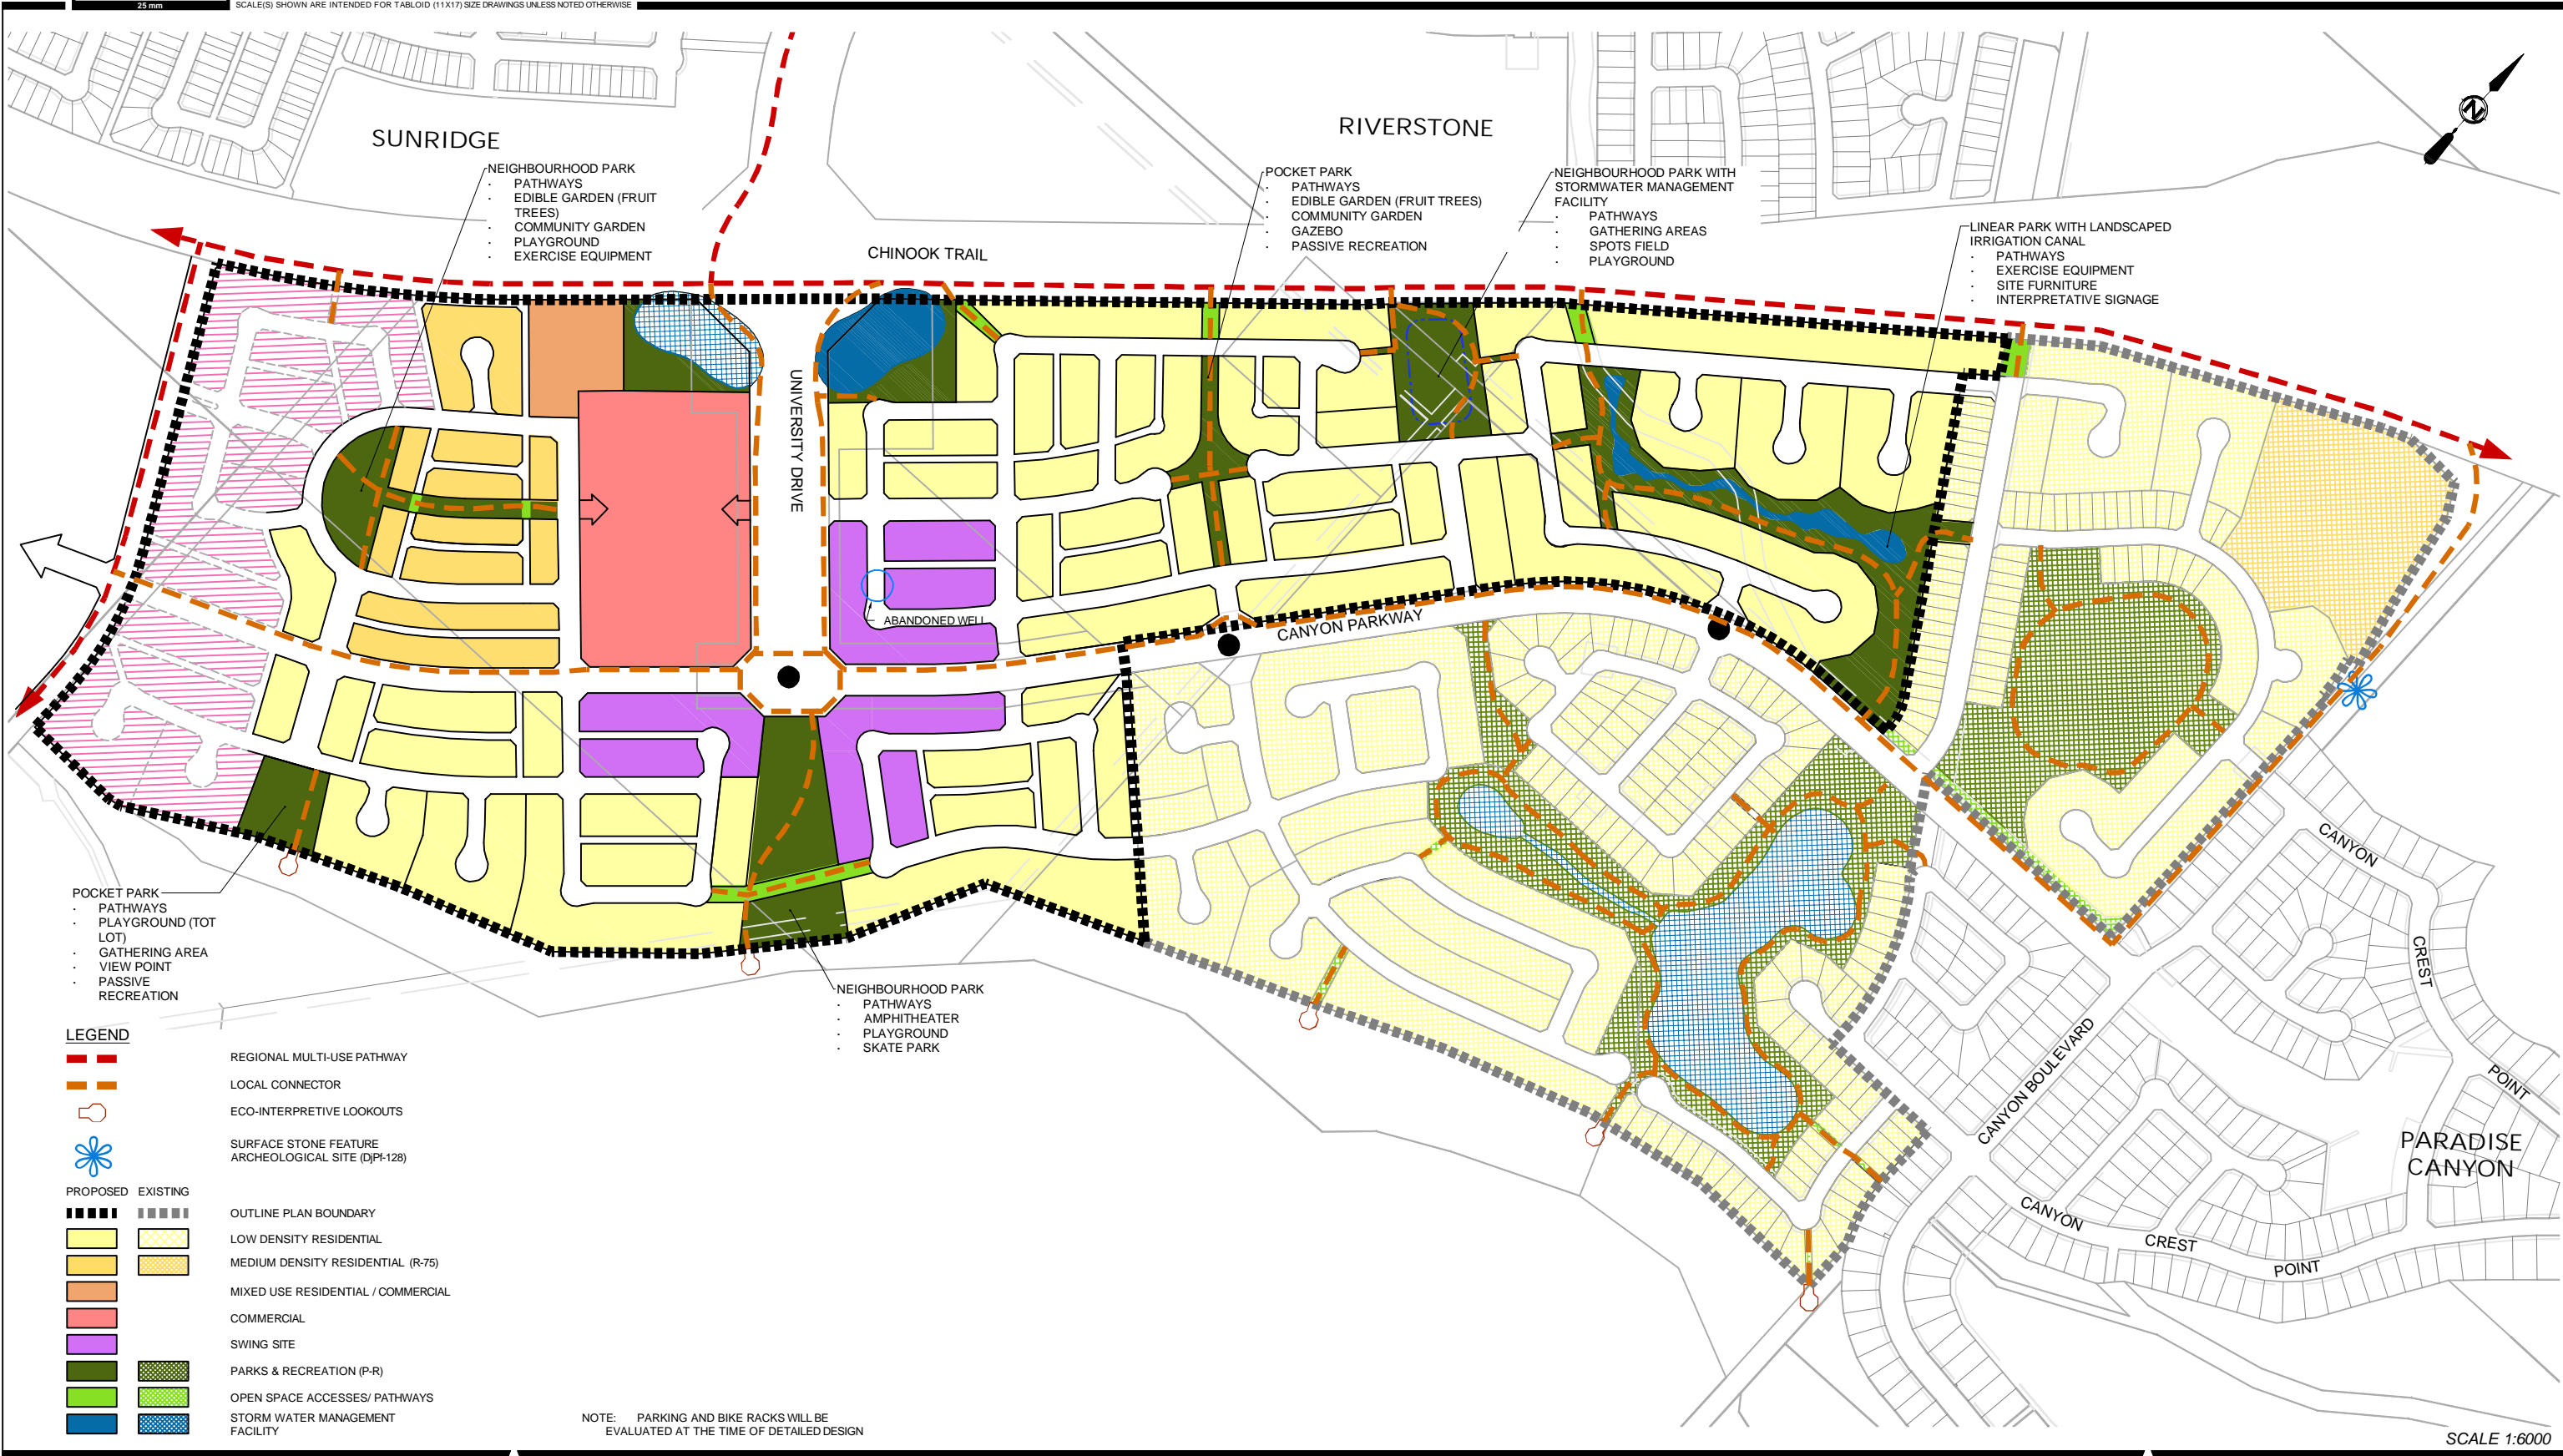 25 mm
SCALE(S) SHOWN ARE INTENDED FOR TABLOID (11X17) SIZE DRAWINGS UNLESS NOTED OTHERWISE
SUNRIDGE
RIVERSTONE
N
NEIGHBOURHOOD PARK
· PATHWAYS
· EDIBLE GARDEN (FRUIT
TREES)
· COMMUNITY GARDEN
· PLAYGROUND
· EXERCISE EQUIPMENT
POCKET PARK
· PATHWAYS
· EDIBLE GARDEN (FRUIT TREES)
· COMMUNITY GARDEN
· GAZEBO
· PASSIVE RECREATION
NEIGHBOURHOOD PARK WITH
STORMWATER MANAGEMENT
FACILITY
· PATHWAYS
· GATHERING AREAS
· SPOTS FIELD
· PLAYGROUND
LINEAR PARK WITH LANDSCAPED
IRRIGATION CANAL
· PATHWAYS
· EXERCISE EQUIPMENT
· SITE FURNITURE
· INTERPRETATIVE SIGNAGE
CHINOOK TRAIL
UNIVERSITY DRIVE
ABANDONED WELL
CANYON PARKWAY
CANYON
CREST
POINT
CANYON BOULEVARD
PARADISE
CANYON
CANYON
CREST
POINT
POCKET PARK
· PATHWAYS
· PLAYGROUND (TOT
LOT)
· GATHERING AREA
· VIEW POINT
· PASSIVE
RECREATION
NEIGHBOURHOOD PARK
· PATHWAYS
· AMPHITHEATER
· PLAYGROUND
· SKATE PARK
LEGEND
REGIONAL MULTI-USE PATHWAY
LOCAL CONNECTOR
ECO-INTERPRETIVE LOOKOUTS
SURFACE STONE FEATURE
ARCHEOLOGICAL SITE (DjPf-128)
PROPOSED EXISTING
OUTLINE PLAN BOUNDARY
LOW DENSITY RESIDENTIAL
MEDIUM DENSITY RESIDENTIAL (R-75)
MIXED USE RESIDENTIAL / COMMERCIAL
COMMERCIAL
SWING SITE
PARKS & RECREATION (P-R)
OPEN SPACE ACCESSES/ PATHWAYS
STORM WATER MANAGEMENT
FACILITY
NOTE: PARKING AND BIKE RACKS WILL BE
EVALUATED AT THE TIME OF DETAILED DESIGN
SCALE 1:6000